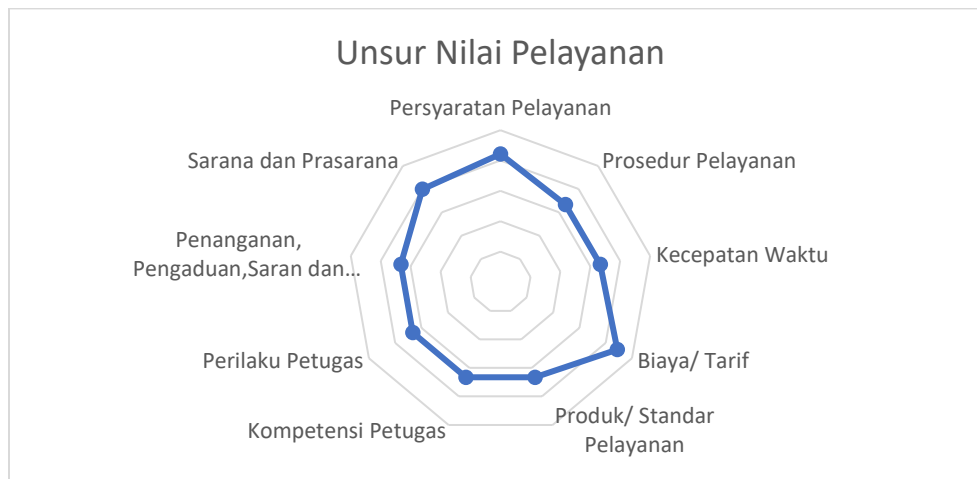 Unsur Nilai Pelayanan
Persyaratan Pelayanan
Prosedur Pelayanan
Kecepatan Waktu
Biaya/ Tarif
Produk/ Standar
Pelayanan
Kompetensi Petugas
Perilaku Petugas
Penanganan,
Pengaduan,Saran dan…
Sarana dan Prasarana